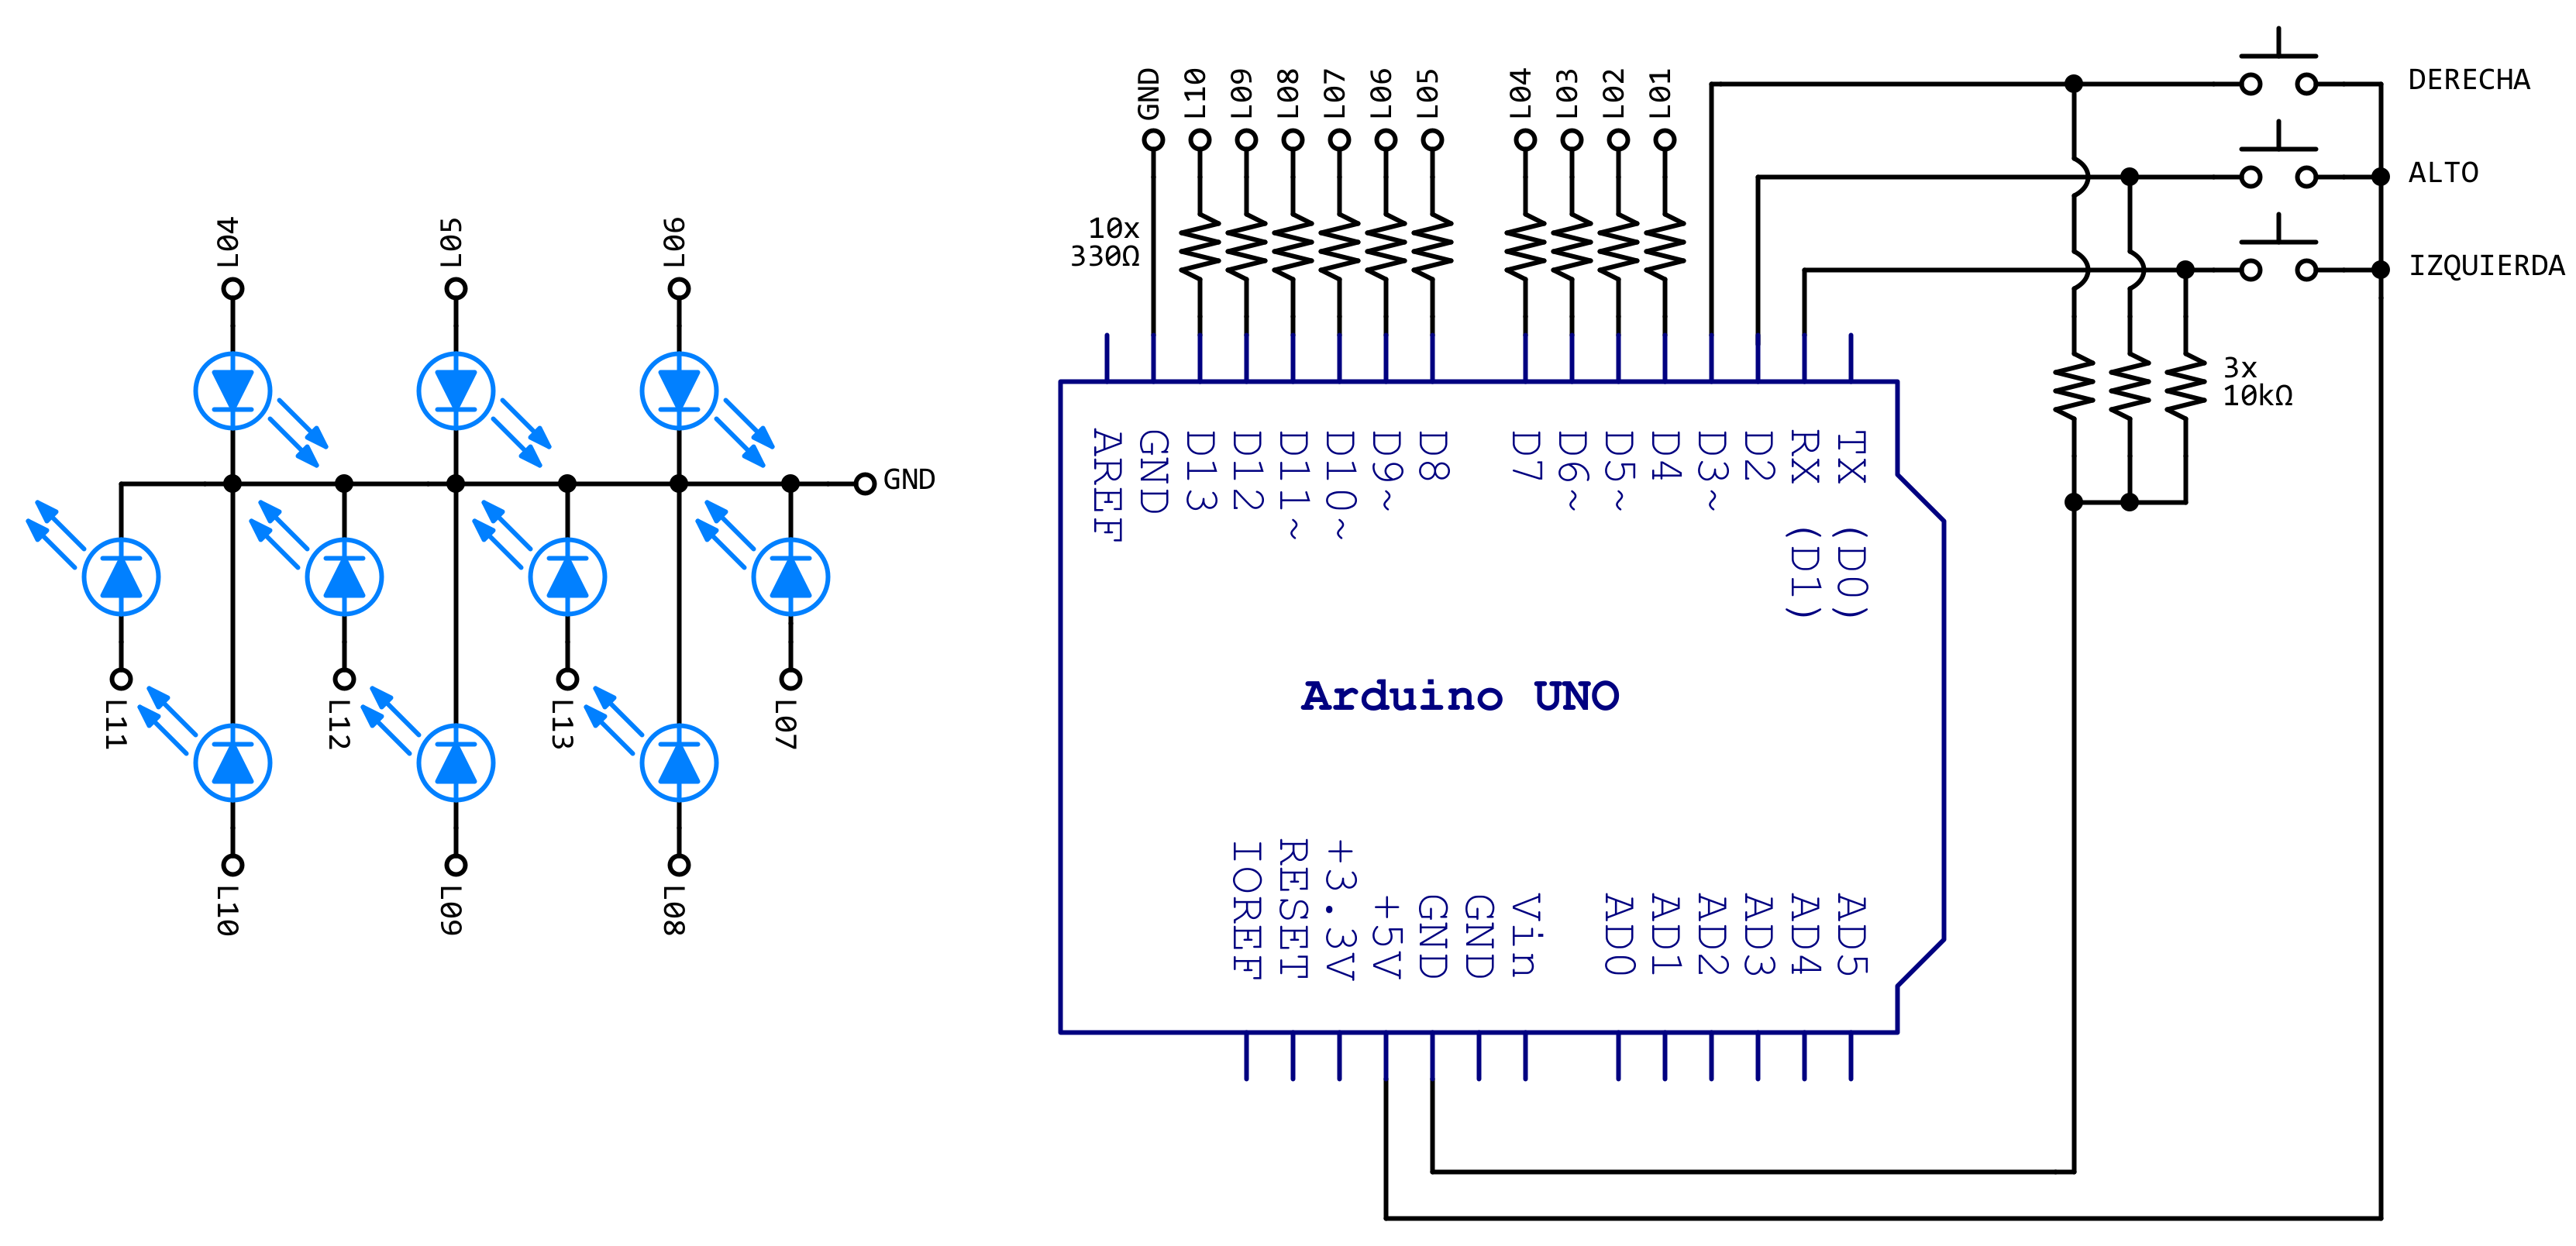 L04
L05
L06
GND
L11
L12
L13
L07
L10
L09
L08
GND
L10
L09
L08
L07
L06
L05
L04
L03
L02
L01
10x
330Ω
DERECHA
ALTO
IZQUIERDA
3x
10kΩ
AREF
GND
D13
D12
D11~
D10~
D9~
D8
D7
D6~
D5~
D4
D3~
D2
RX (D1)
TX (D0)
Arduino UNO
IOREF
RESET
+3.3V
+5V
GND
GND
Vin
AD0
AD1
AD2
AD3
AD4
AD5